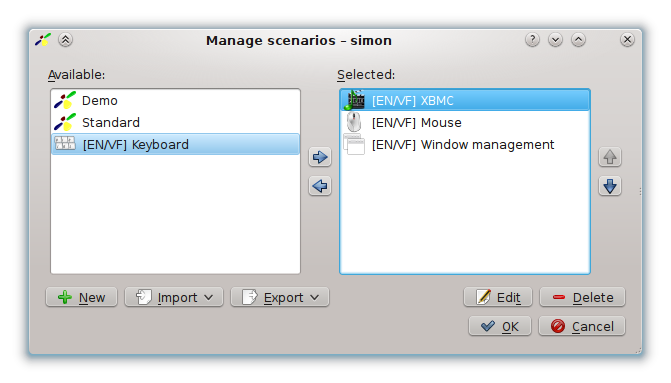 Manage scenarios – simon
Available:
Demo
Standard
[EN/VF] Keyboard
Selected:
[EN/VF] XBMC
[EN/VF] Mouse
[EN/VF] Window management
New
Import
Export
Edit
Delete
OK
Cancel